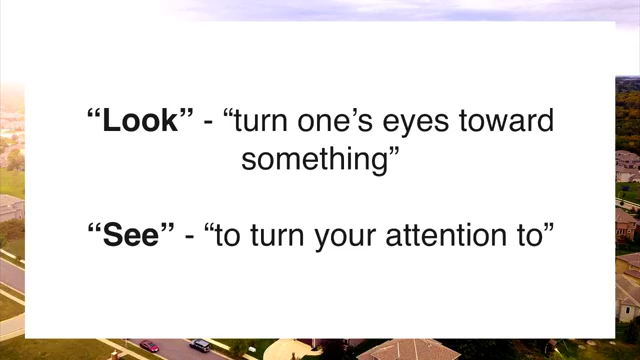 “Look” - “turn one’s eyes toward
something”
“See” - “to turn your attention to”